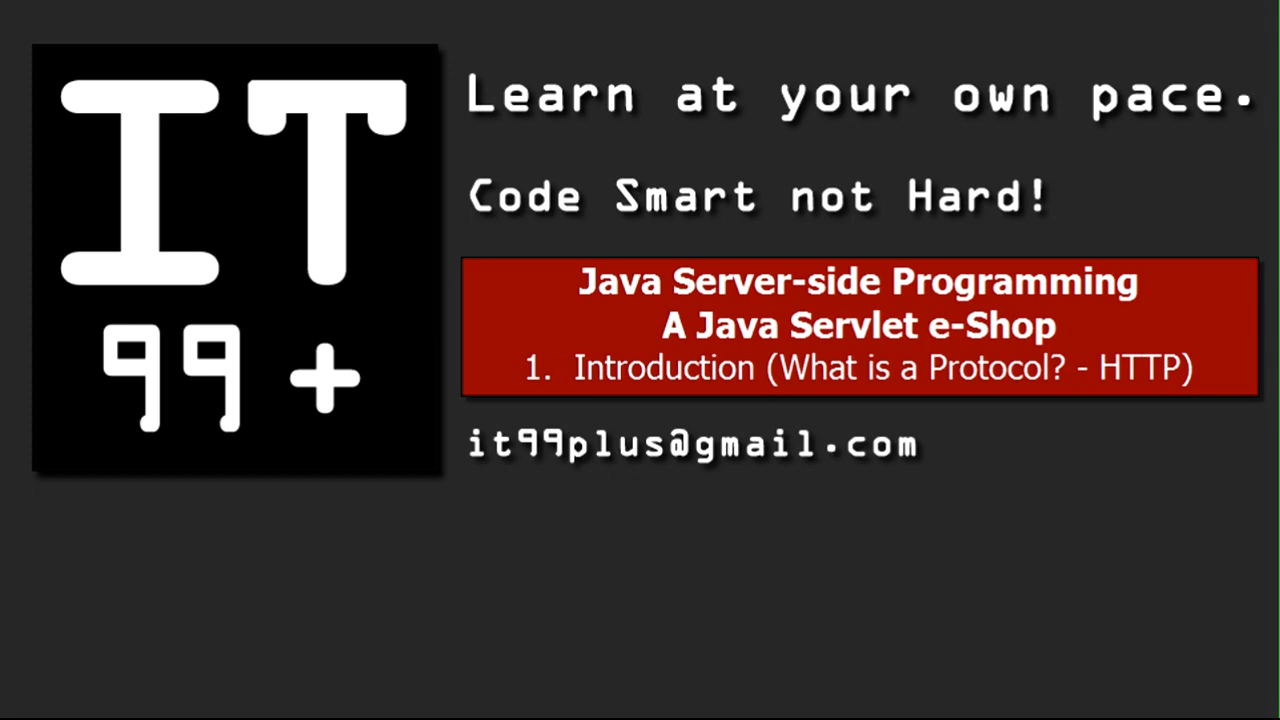 IT
99 +
Learn at your own pace.
Code Smart not Hard!
Java Server-side Programming
A Java Servlet e-Shop
1. Introduction (What is a Protocol? - HTTP)
it99plus@gmail.com